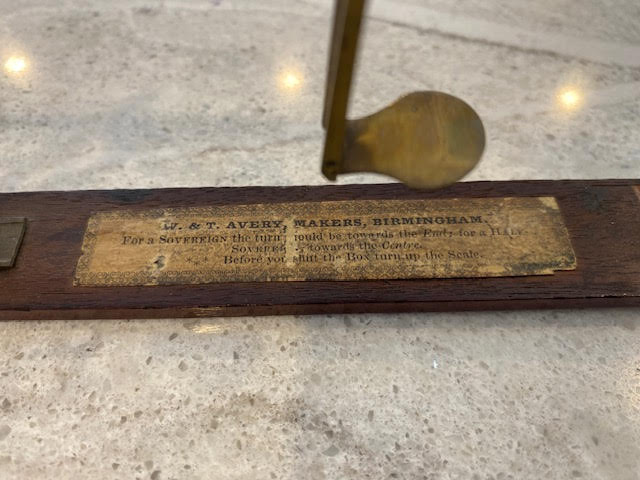 W. & T. AVERY, MAKERS, BIRMINGHAM.
For a SOVEREIGN the turn should be towards the End; for a HALF-
SOVEREIGN towards the Centre.
*** Before you shut the Box turn up the Scale.